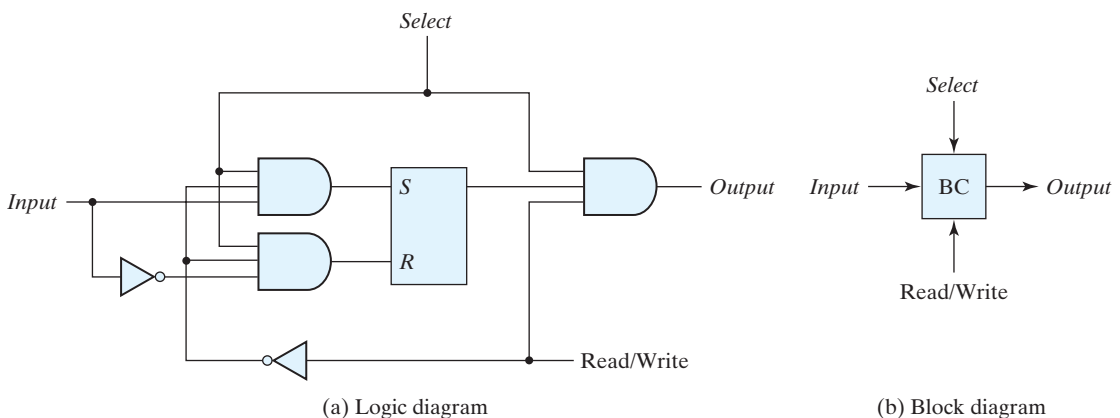 Select
Input
S
R
Output
Read/Write
(a) Logic diagram
Select
Input
BC
Output
Read/Write
(b) Block diagram